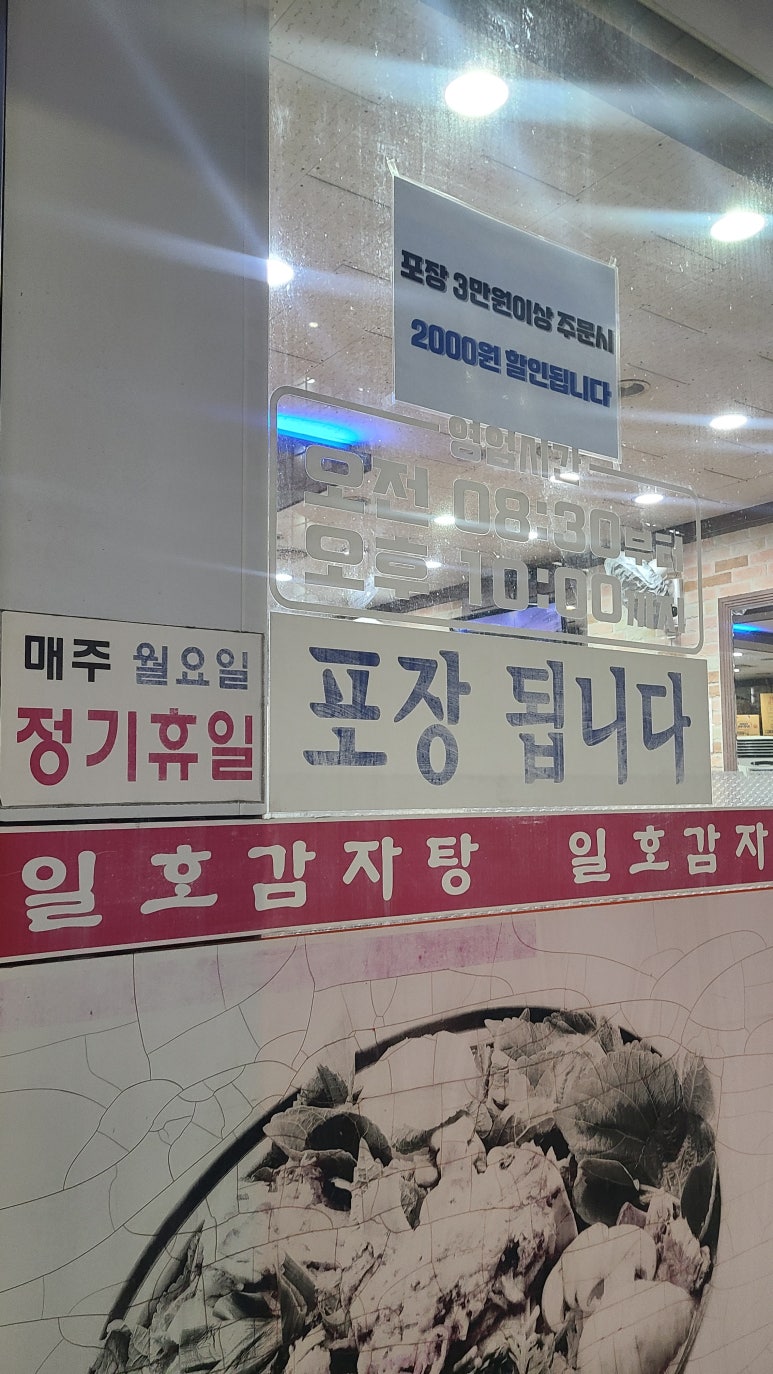 포장 3만원이상 주문시
2000원 할인됩니다
영업시간
오전 08:30부터
오후 10:00까지
매주 월요일
정기휴일
포장 됩니다
일호감자탕 일호감자